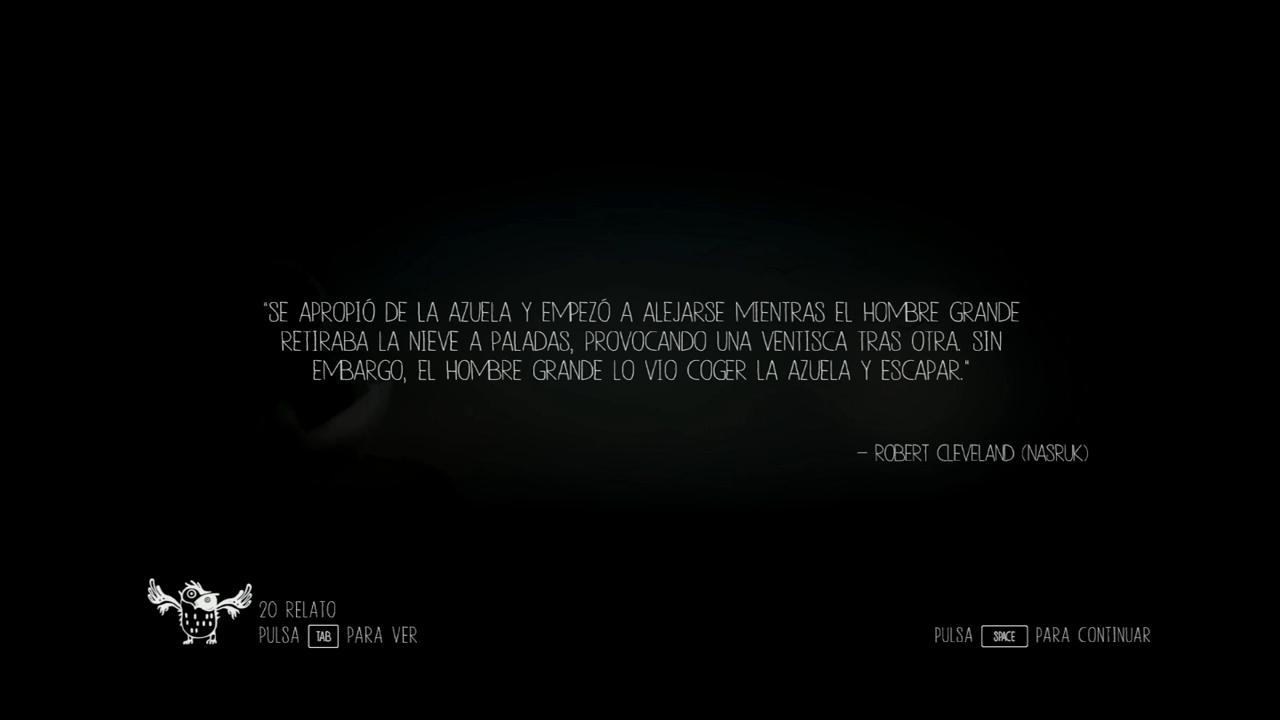 "SE APROPIÓ DE LA AZUELA Y EMPEZÓ A ALEJARSE MIENTRAS EL HOMBRE GRANDE
RETIRABA LA NIEVE A PALADAS, PROVOCANDO UNA VENTISCA TRAS OTRA. SIN
EMBARGO, EL HOMBRE GRANDE LO VIO COGER LA AZUELA Y ESCAPAR."
– ROBERT CLEVELAND (NASRUK)
20 RELATO
PULSA TAB PARA VER
PULSA SPACE PARA CONTINUAR